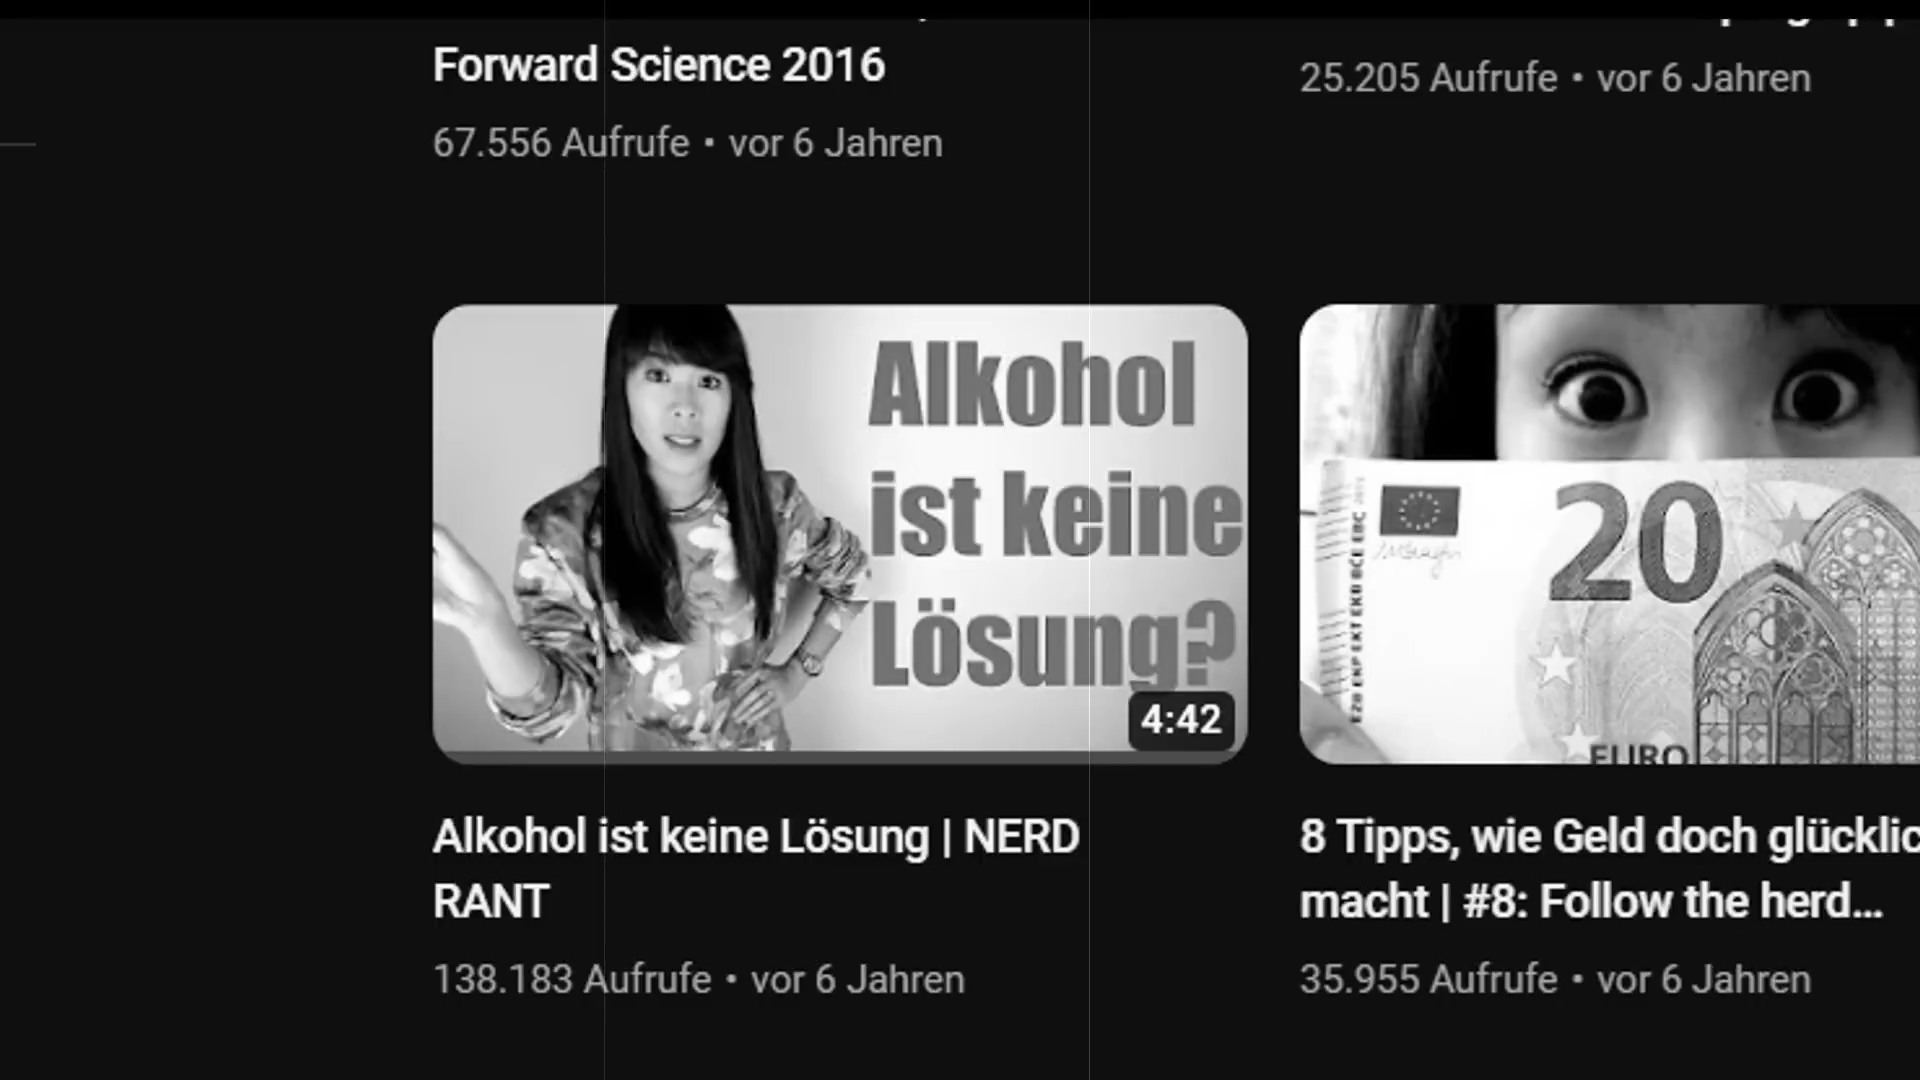 Forward Science 2016
67.556 Aufrufe • vor 6 Jahren
25.205 Aufrufe • vor 6 Jahren
Alkohol
ist keine
Lösung?
4:42
Alkohol ist keine Lösung | NERD
RANT
138.183 Aufrufe • vor 6 Jahren
20
EURO
8 Tipps, wie Geld doch glücklic
macht | #8: Follow the herd...
35.955 Aufrufe • vor 6 Jahren